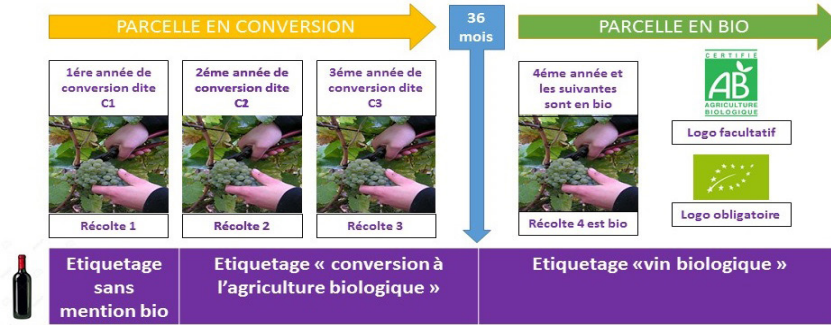 PARCELLE EN CONVERSION
36
mois
PARCELLE EN BIO
1ére année de
conversion dite
C1
2éme année de
conversion dite
C2
3éme année de
conversion dite
C3
4éme année et
les suivantes
sont en bio
CERTIFIÉ
AB
AGRICULTURE
BIOLOGIQUE
Logo facultatif
Logo obligatoire
Récolte 1
Récolte 2
Récolte 3
Récolte 4 est bio
Etiquetage
sans
mention bio
Etiquetage « conversion à
l’agriculture biologique »
Etiquetage «vin biologique »